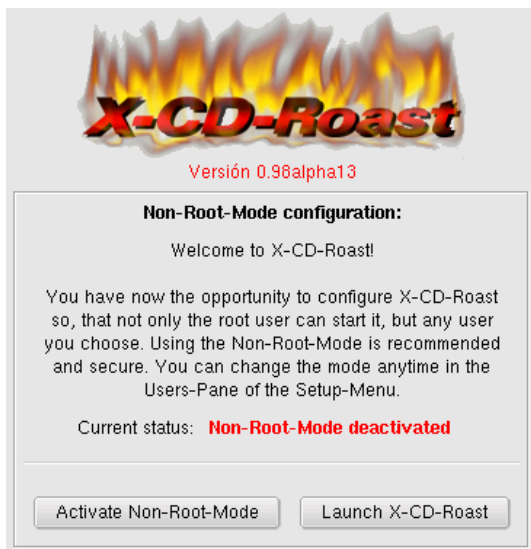 X-CD-Roast
Versión 0.98alpha13
Non-Root-Mode configuration:
Welcome to X-CD-Roast!
You have now the opportunity to configure X-CD-Roast
so, that not only the root user can start it, but any user
you choose. Using the Non-Root-Mode is recommended
and secure. You can change the mode anytime in the
Users-Pane of the Setup-Menu.
Current status: Non-Root-Mode deactivated
Activate Non-Root-Mode Launch X-CD-Roast